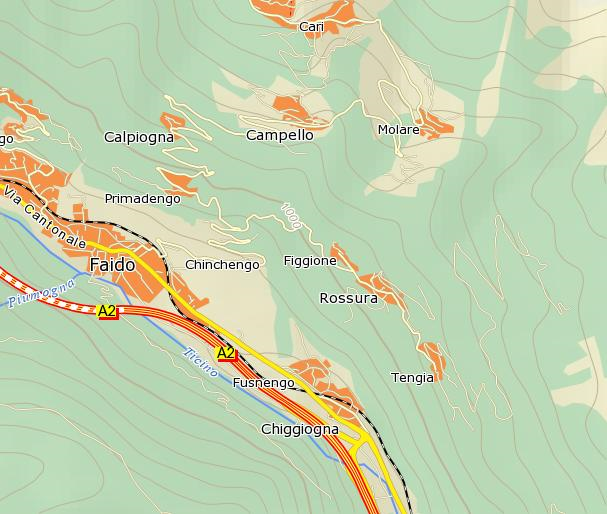 Cari
Molare
Campello
Calpiogna
go
Primadengo
1000
Via Cantonale
Faido
Chinchengo
Figgione
Rossura
Piumogna
A2
A2
Ticino
Fusnengo
Tengia
Chiggiogna